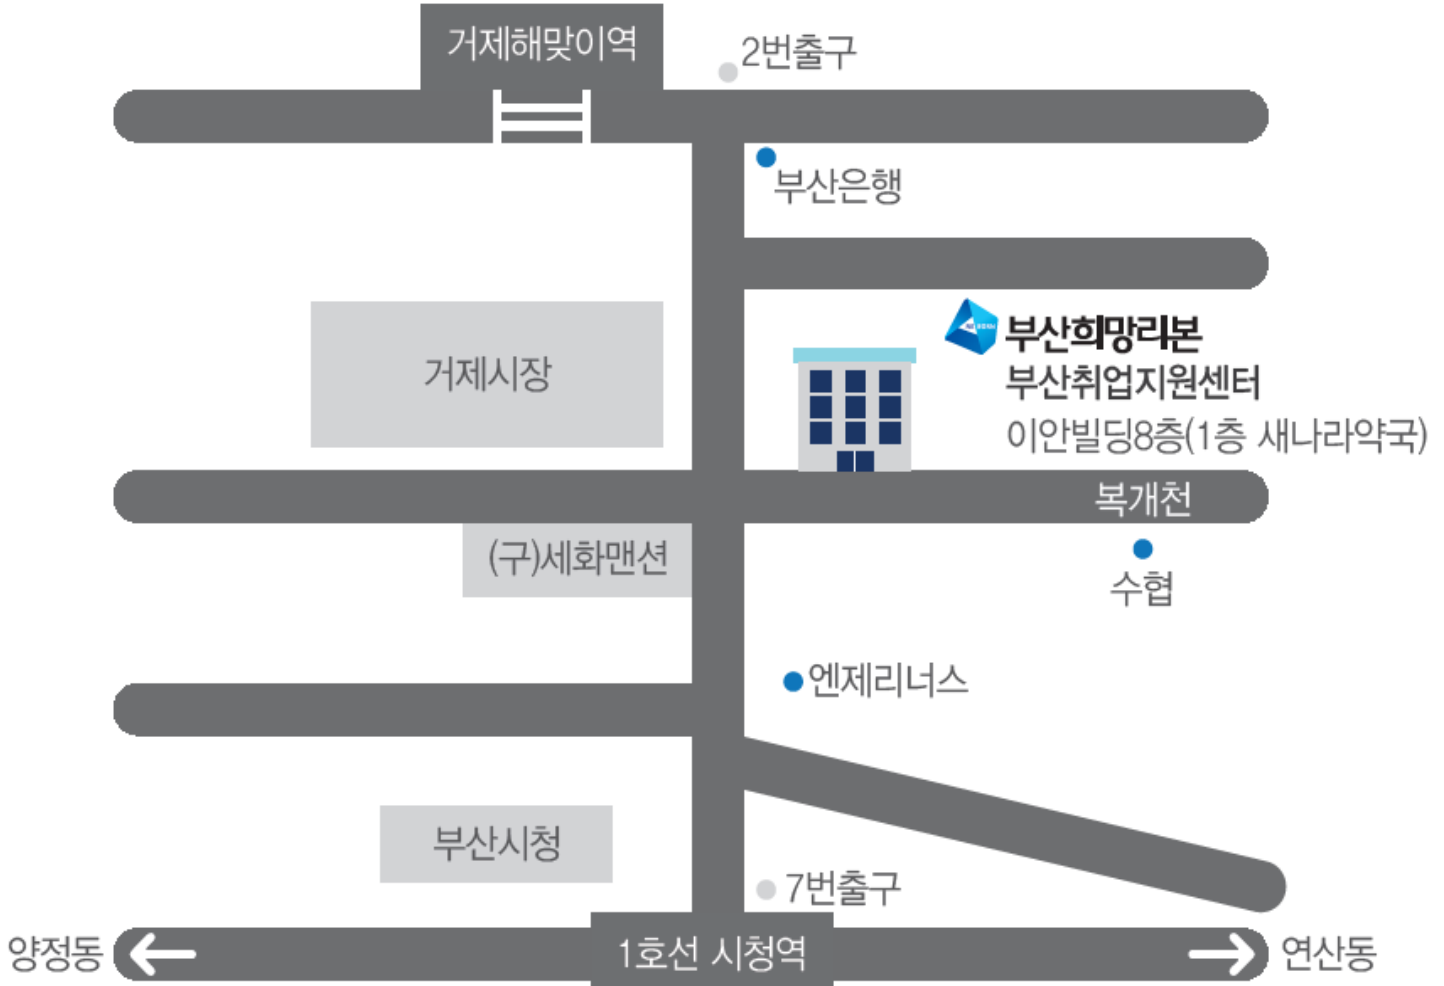 거제해맞이역
2번출구
부산은행
거제시장
부산희망리본
부산취업지원센터
이안빌딩8층(1층 새나라약국)
복개천
(구)세화맨션
수협
엔제리너스
부산시청
7번출구
양정동
1호선 시청역
연산동